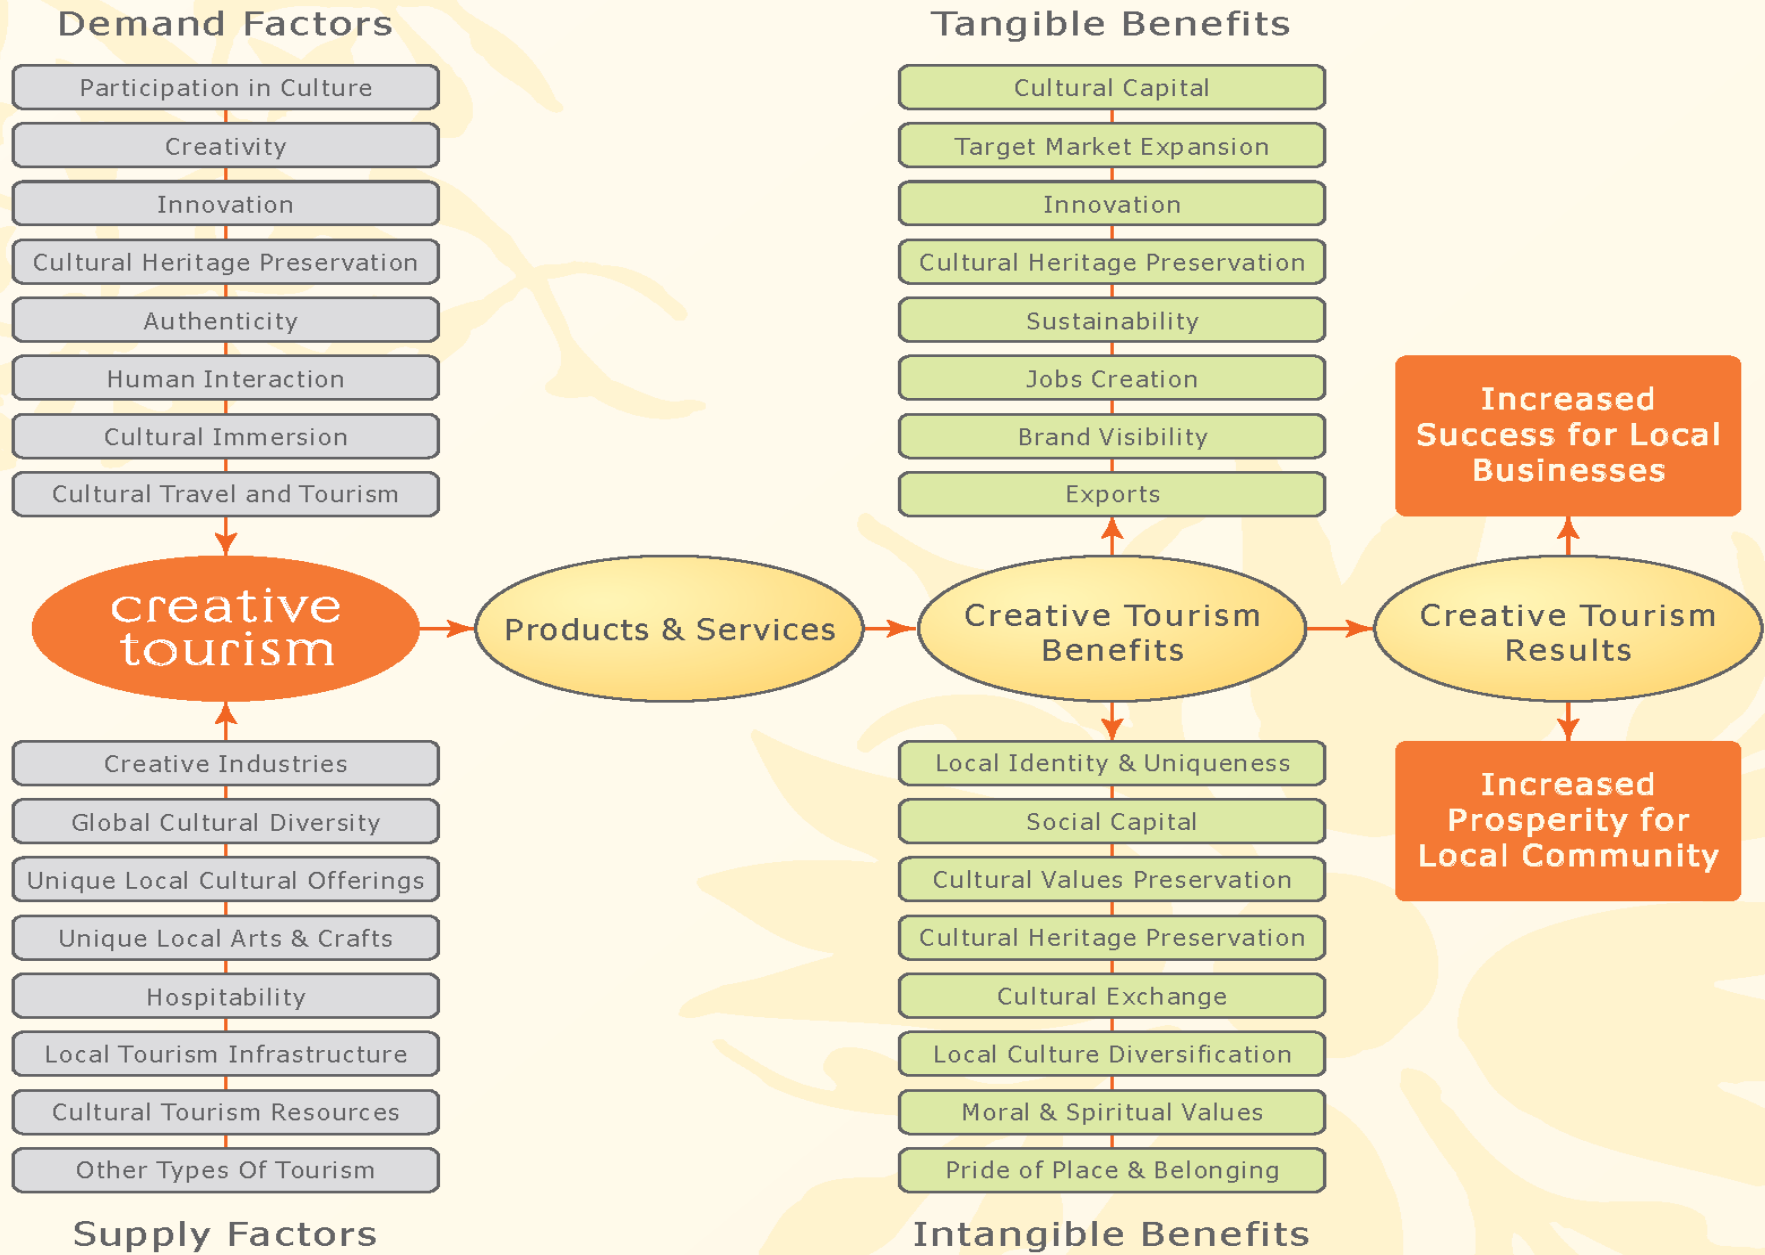 Demand Factors
Participation in Culture
Creativity
Innovation
Cultural Heritage Preservation
Authenticity
Human Interaction
Cultural Immersion
Cultural Travel and Tourism
creative
tourism
Creative Industries
Global Cultural Diversity
Unique Local Cultural Offerings
Unique Local Arts & Crafts
Hospitability
Local Tourism Infrastructure
Cultural Tourism Resources
Other Types Of Tourism
Supply Factors
Products & Services
Tangible Benefits
Cultural Capital
Target Market Expansion
Innovation
Cultural Heritage Preservation
Sustainability
Jobs Creation
Brand Visibility
Exports
Creative Tourism
Benefits
Local Identity & Uniqueness
Social Capital
Cultural Values Preservation
Cultural Heritage Preservation
Cultural Exchange
Local Culture Diversification
Moral & Spiritual Values
Pride of Place & Belonging
Intangible Benefits
Increased
Success for Local
Businesses
Creative Tourism
Results
Increased
Prosperity for
Local Community